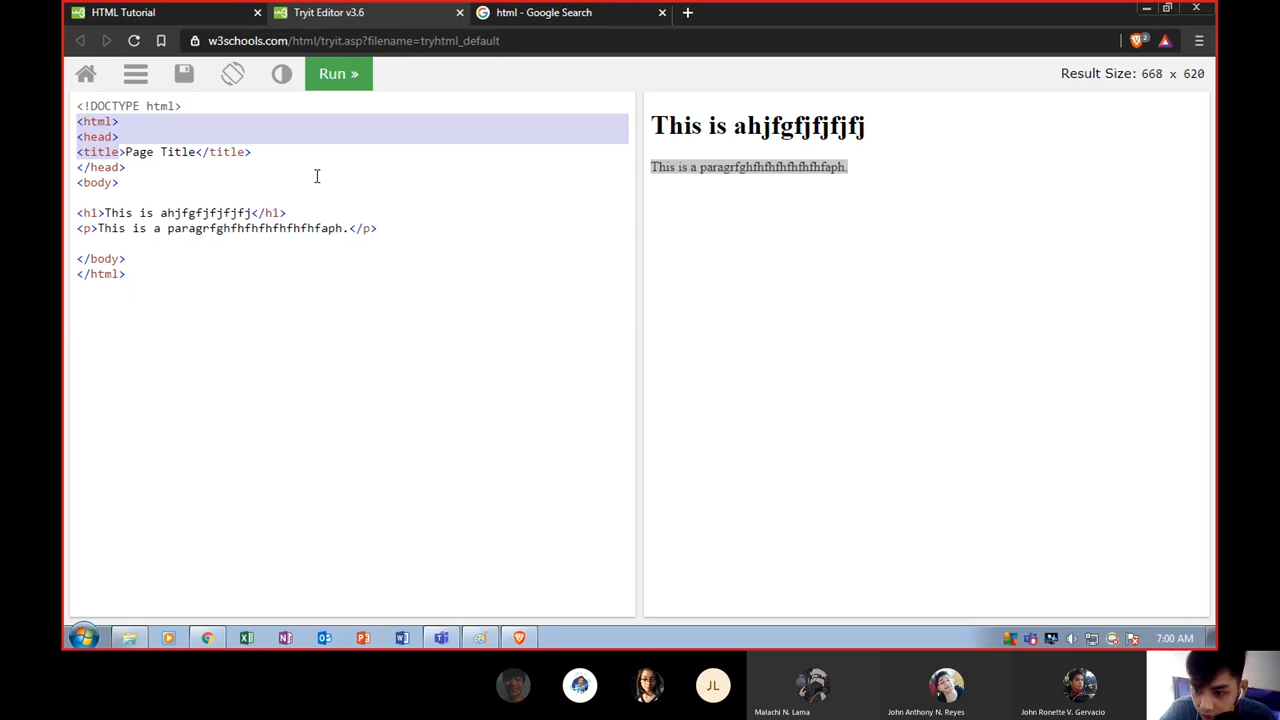 HTML Tutorial
Tryit Editor v3.6
html - Google Search
w3schools.com/html/tryit.asp?filename=tryhtml_default
2
Run »
Result Size: 668 x 620
<!DOCTYPE html>
<html>
<head>
<title>Page Title</title>
</head>
<body>
<h1>This is ahjfgfjfjfjfj</h1>
<p>This is a paragrfghfhfhfhfhfhfhfaph.</p>
</body>
</html>
This is ahjfgfjfjfjfj
This is a paragrfghfhfhfhfhfhfhfaph.
7:00 AM
JL
Malachi N. Lama
John Anthony N. Reyes
John Ronette V. Gervacio